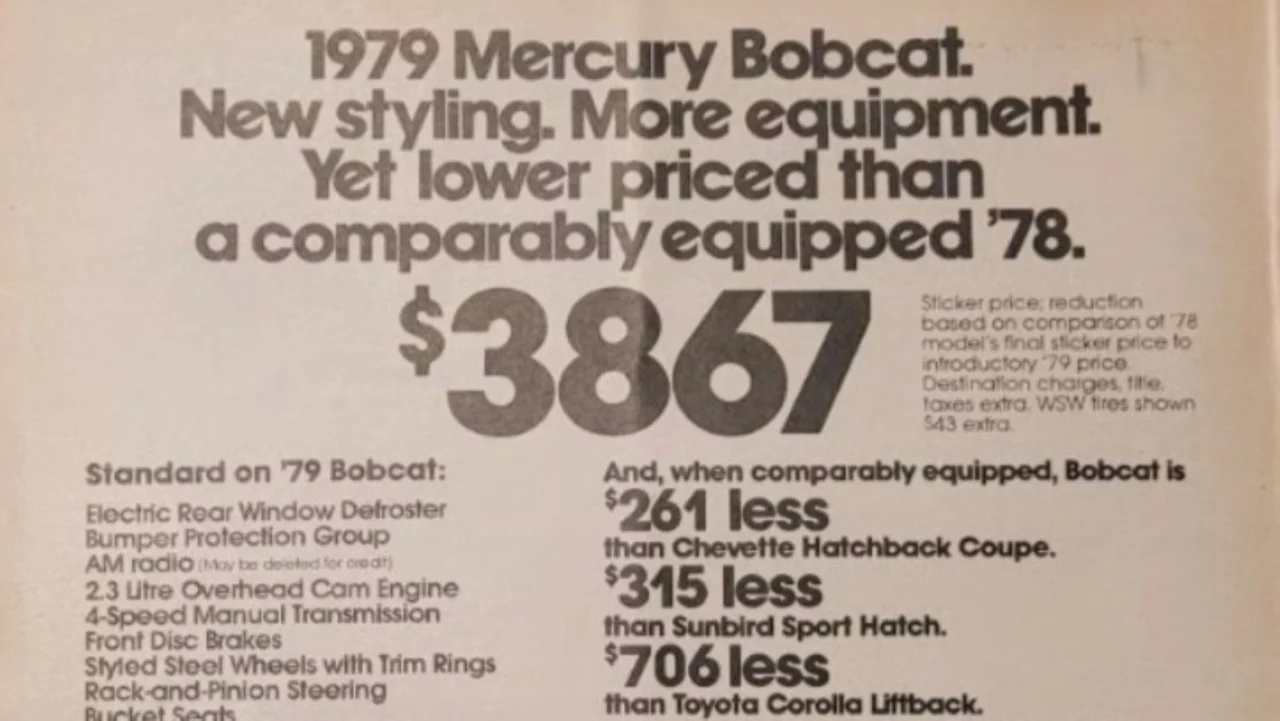 1979 Mercury Bobcat.
New styling. More equipment.
Yet lower priced than
a comparably equipped '78.
$3867
Sticker price; reduction
based on comparison of '78
model's final sticker price to
introductory '79 price.
Destination charges, title,
taxes extra. WSW tires shown
$43 extra.
Standard on '79 Bobcat:
Electric Rear Window Defroster
Bumper Protection Group
AM radio (May be deleted for credit)
2.3 Litre Overhead Cam Engine
4-Speed Manual Transmission
Front Disc Brakes
Styled Steel Wheels with Trim Rings
Rack-and-Pinion Steering
Bucket Seats
And, when comparably equipped, Bobcat is
$261 less
than Chevette Hatchback Coupe.
$315 less
than Sunbird Sport Hatch.
$706 less
than Toyota Corolla Liftback.